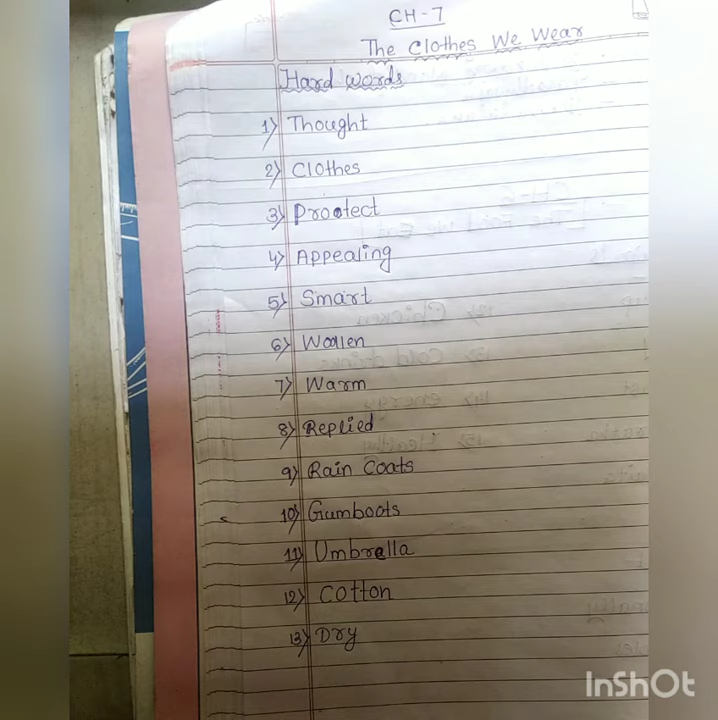 CH-7
The Clothes We Wear
Hard words
1) Thought
2) Clothes
3) Protect
4) Appealing
5) Smart
6) Woolen
7) Warm
8) Replied
9) Rain Coats
10) Gumboots
11) Umbrella
12) Cotton
13) Dry
InShOt